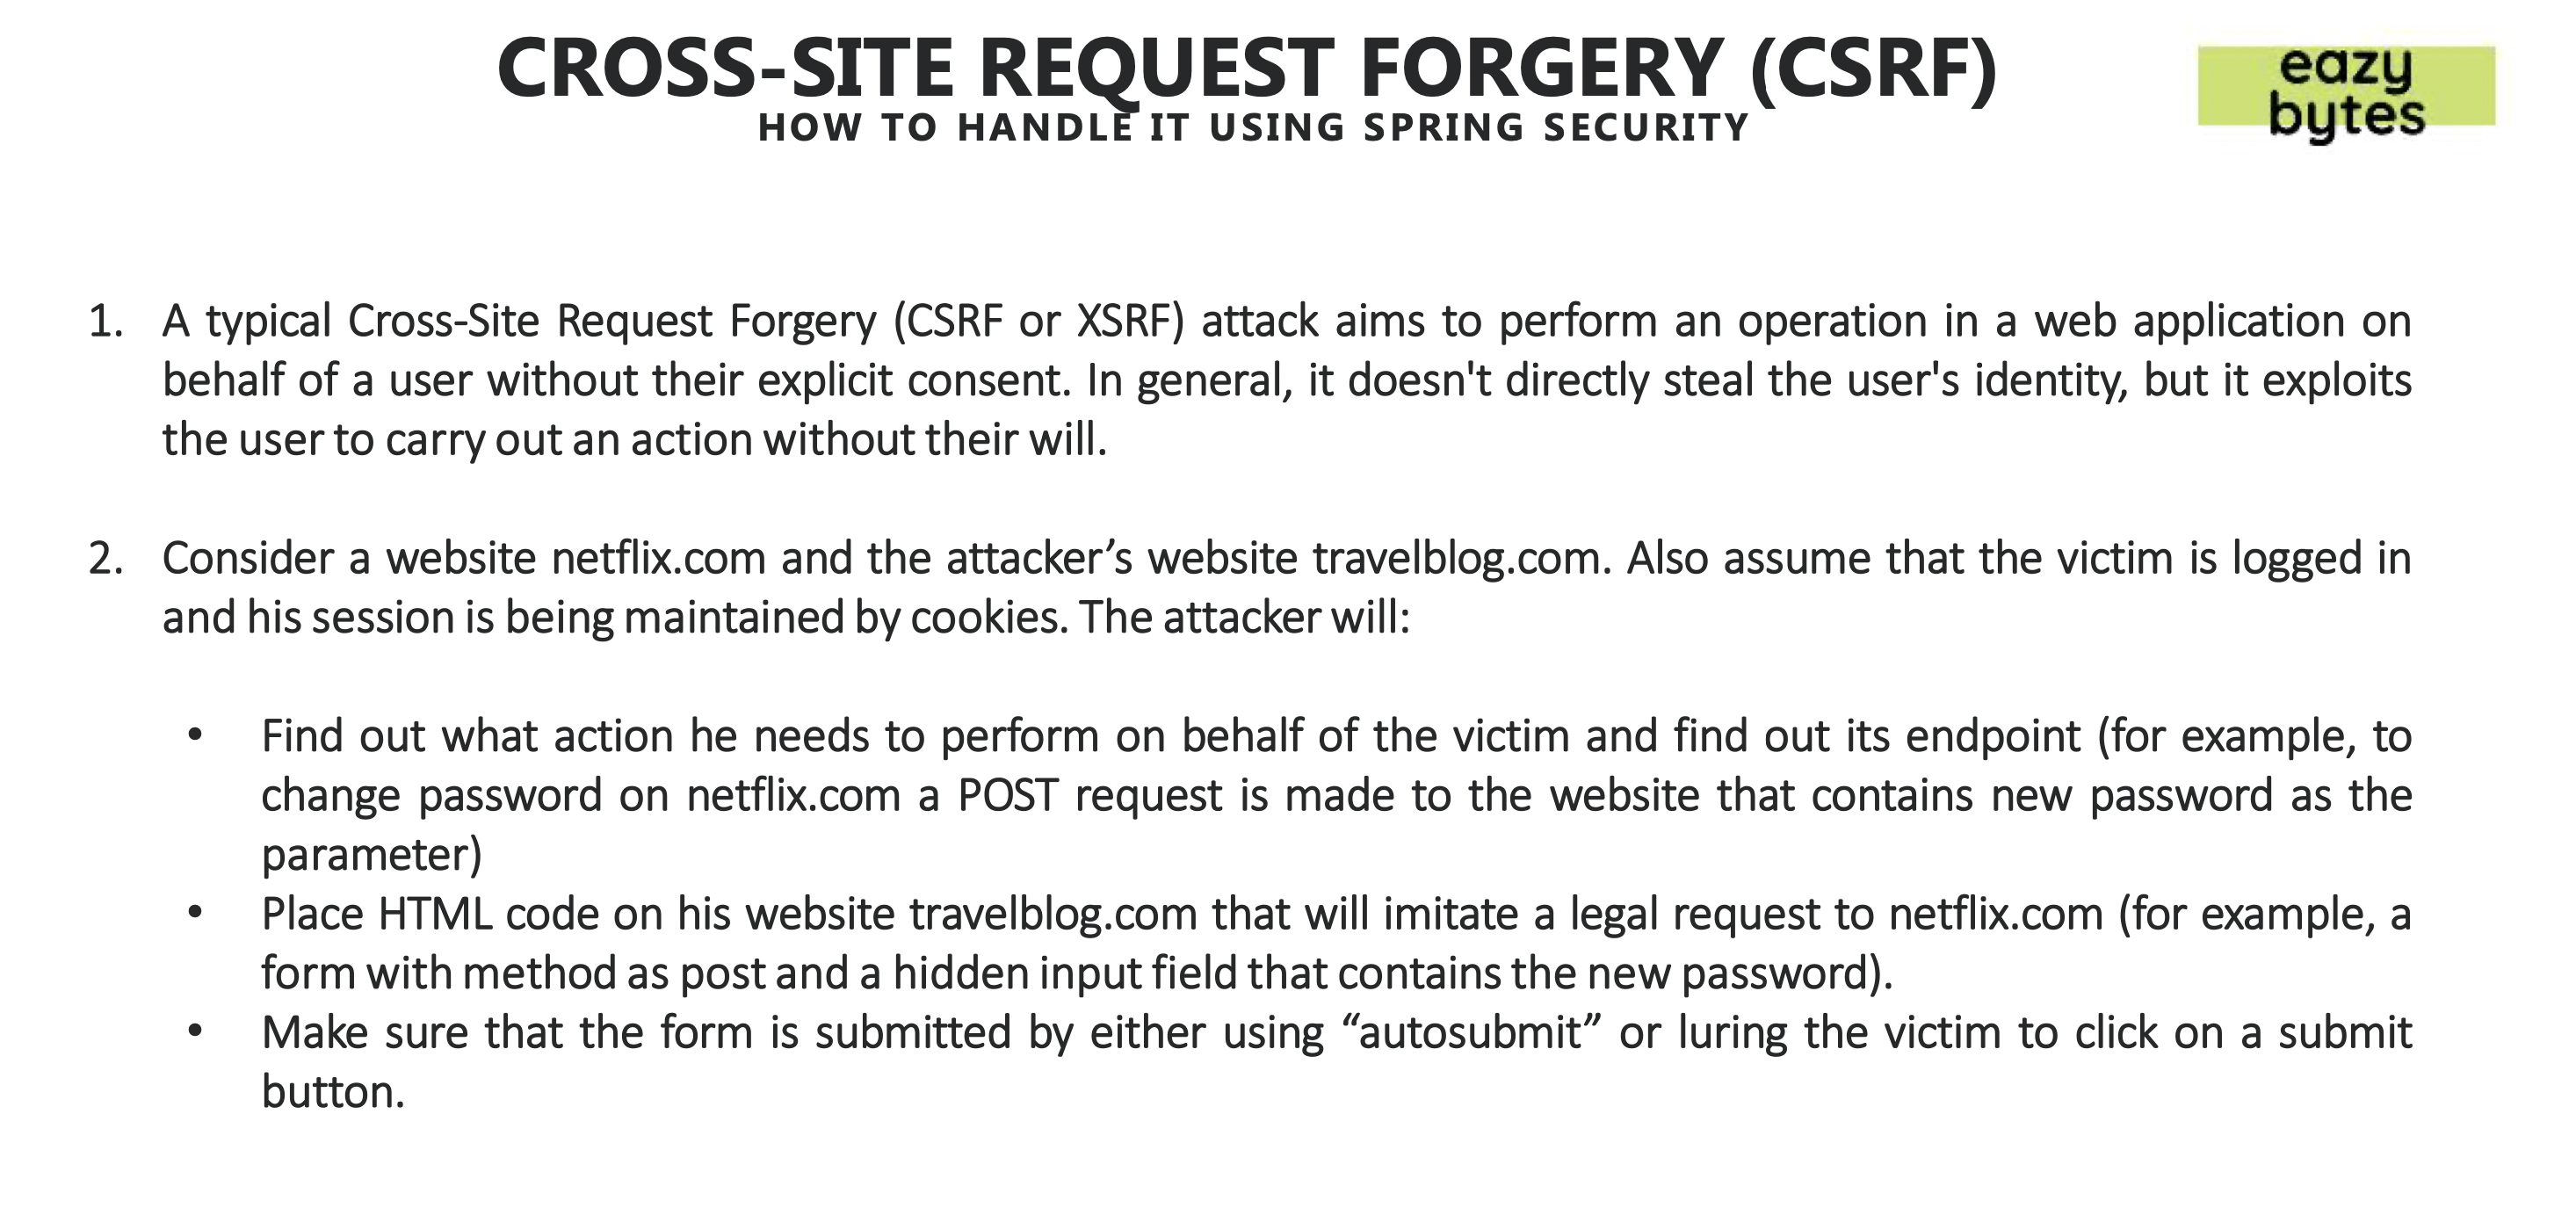 CROSS-SITE REQUEST FORGERY (CSRF)
HOW TO HANDLE IT USING SPRING SECURITY
eazy
bytes
1. A typical Cross-Site Request Forgery (CSRF or XSRF) attack aims to perform an operation in a web application on
behalf of a user without their explicit consent. In general, it doesn't directly steal the user's identity, but it exploits
the user to carry out an action without their will.
2. Consider a website netflix.com and the attacker’s website travelblog.com. Also assume that the victim is logged in
and his session is being maintained by cookies. The attacker will:
• Find out what action he needs to perform on behalf of the victim and find out its endpoint (for example, to
change password on netflix.com a POST request is made to the website that contains new password as the
parameter)
• Place HTML code on his website travelblog.com that will imitate a legal request to netflix.com (for example, a
form with method as post and a hidden input field that contains the new password).
• Make sure that the form is submitted by either using “autosubmit” or luring the victim to click on a submit
button.